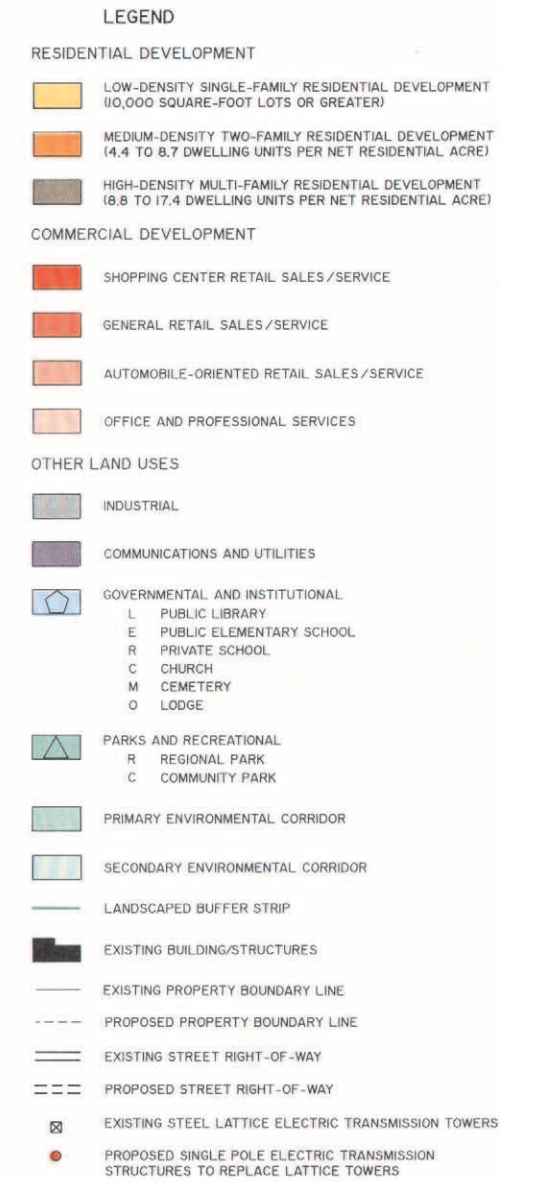 LEGEND
RESIDENTIAL DEVELOPMENT
LOW-DENSITY SINGLE-FAMILY RESIDENTIAL DEVELOPMENT
(10,000 SQUARE-FOOT LOTS OR GREATER)
MEDIUM-DENSITY TWO-FAMILY RESIDENTIAL DEVELOPMENT
(4.4 TO 8.7 DWELLING UNITS PER NET RESIDENTIAL ACRE)
HIGH-DENSITY MULTI-FAMILY RESIDENTIAL DEVELOPMENT
(8.8 TO 17.4 DWELLING UNITS PER NET RESIDENTIAL ACRE)
COMMERCIAL DEVELOPMENT
SHOPPING CENTER RETAIL SALES/SERVICE
GENERAL RETAIL SALES/SERVICE
AUTOMOBILE-ORIENTED RETAIL SALES/SERVICE
OFFICE AND PROFESSIONAL SERVICES
OTHER LAND USES
INDUSTRIAL
COMMUNICATIONS AND UTILITIES
GOVERNMENTAL AND INSTITUTIONAL
L PUBLIC LIBRARY
E PUBLIC ELEMENTARY SCHOOL
R PRIVATE SCHOOL
C CHURCH
M CEMETERY
O LODGE
PARKS AND RECREATIONAL
R REGIONAL PARK
C COMMUNITY PARK
PRIMARY ENVIRONMENTAL CORRIDOR
SECONDARY ENVIRONMENTAL CORRIDOR
LANDSCAPED BUFFER STRIP
EXISTING BUILDING/STRUCTURES
EXISTING PROPERTY BOUNDARY LINE
PROPOSED PROPERTY BOUNDARY LINE
EXISTING STREET RIGHT-OF-WAY
PROPOSED STREET RIGHT-OF-WAY
EXISTING STEEL LATTICE ELECTRIC TRANSMISSION TOWERS
PROPOSED SINGLE POLE ELECTRIC TRANSMISSION
STRUCTURES TO REPLACE LATTICE TOWERS